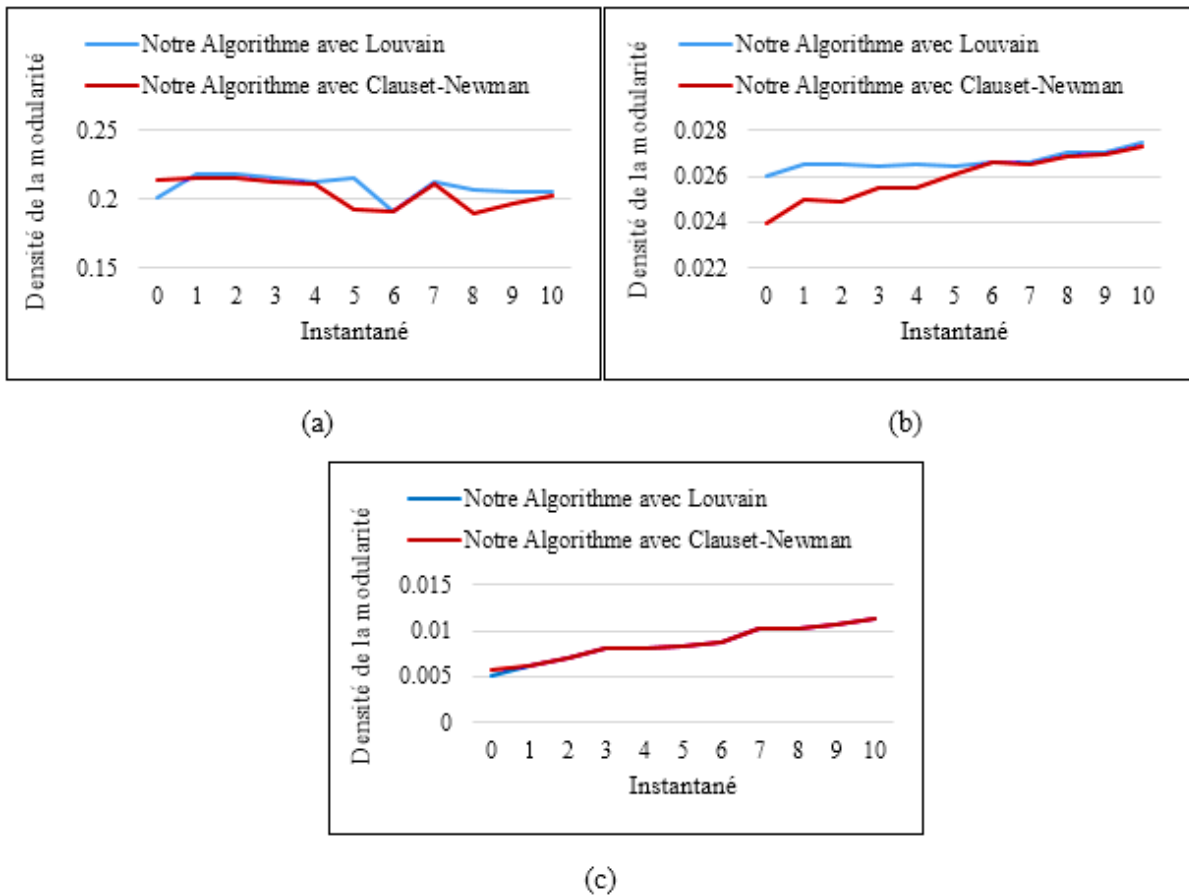 Notre Algorithme avec Louvain
Notre Algorithme avec Clauset-Newman
Densité de la modularité
0.25
0.2
0.15
0 1 2 3 4 5 6 7 8 9 10
Instantané
(a)
Notre Algorithme avec Louvain
Notre Algorithme avec Clauset-Newman
Densité de la modularité
0.028
0.026
0.024
0.022
0 1 2 3 4 5 6 7 8 9 10
Instantané
(b)
Notre Algorithme avec Louvain
Notre Algorithme avec Clauset-Newman
Densité de la modularité
0.015
0.01
0.005
0
0 1 2 3 4 5 6 7 8 9 10
Instantané
(c)